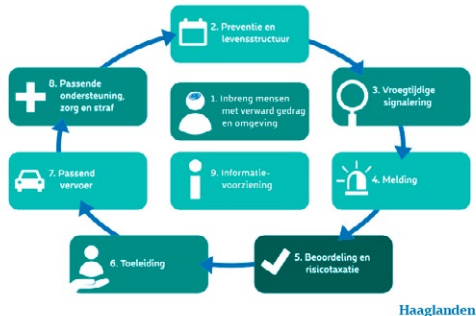 2. Preventie en
levensstructuur
8. Passende
ondersteuning,
zorg en straf
1. Inbreng mensen
met verward gedrag
en omgeving
3. Vroegtijdige
signalering
7. Passend
vervoer
9. Informatie-
voorziening
4. Melding
6. Toeleiding
5. Beoordeling en
risicotaxatie
Haaglanden